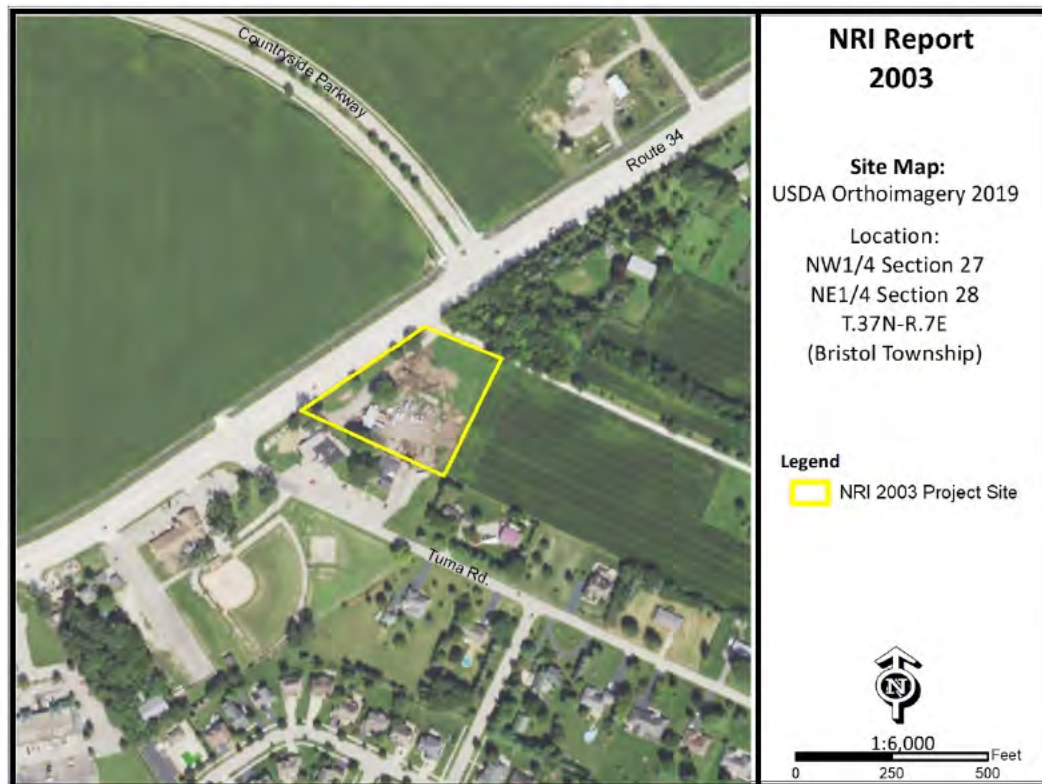 NRI Report
2003
Site Map:
USDA Orthoimagery 2019
Location:
NW1/4 Section 27
NE1/4 Section 28
T.37N-R.7E
(Bristol Township)
Legend
NRI 2003 Project Site
N
1:6,000
Feet
0 250 500
Countryside Parkway
Route 34
Tuma Rd.